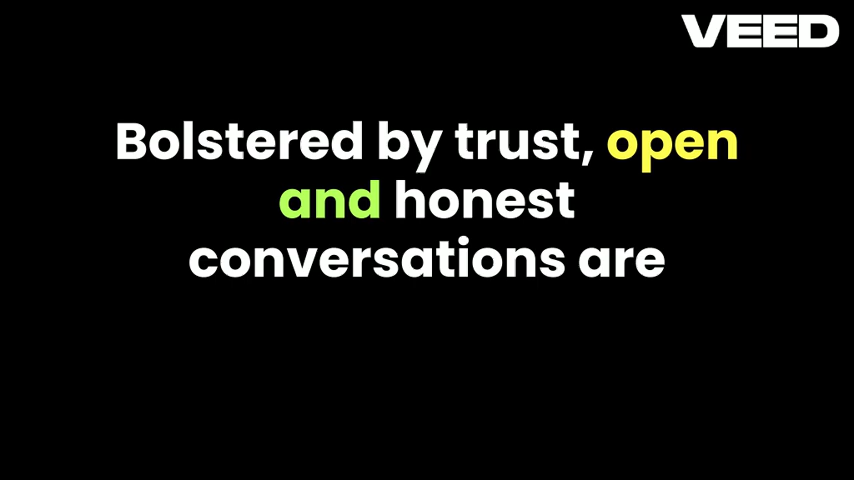 VEED
Bolstered by trust, open
and honest
conversations are